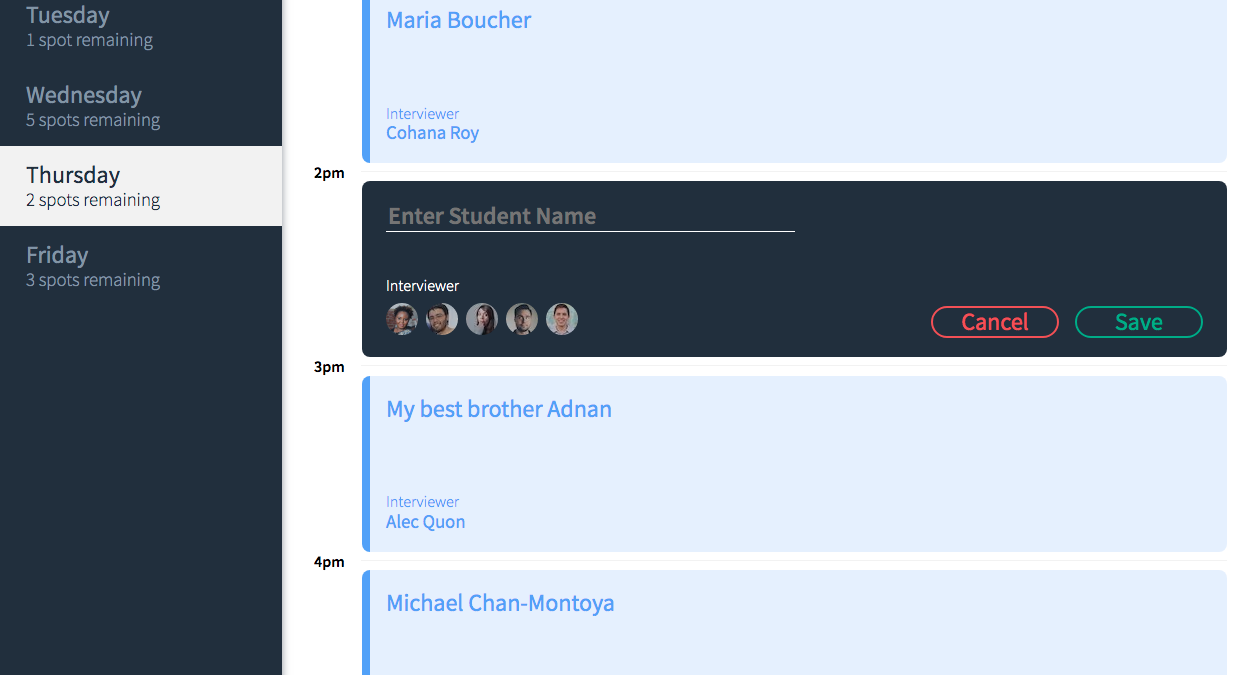 Tuesday
1 spot remaining
Wednesday
5 spots remaining
Thursday
2 spots remaining
Friday
3 spots remaining
Maria Boucher
Interviewer
Cohana Roy
2pm
Enter Student Name
Interviewer
Cancel
Save
3pm
My best brother Adnan
Interviewer
Alec Quon
4pm
Michael Chan-Montoya